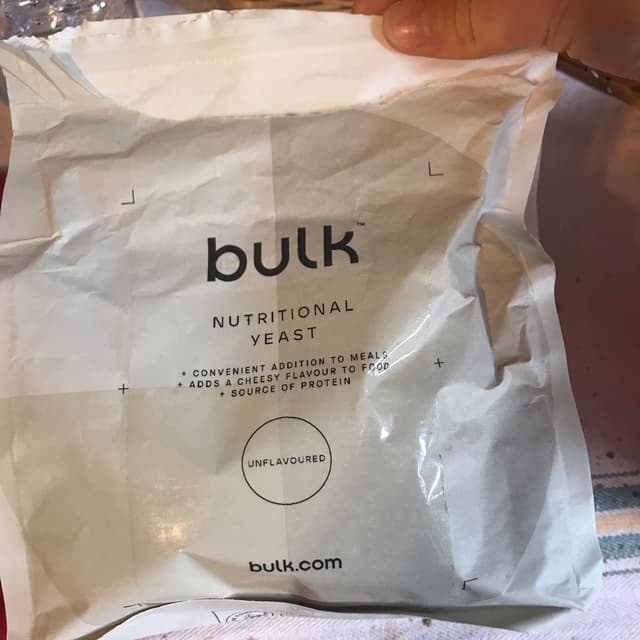 bulk™
NUTRITIONAL
YEAST
+ CONVENIENT ADDITION TO MEALS
+ ADDS A CHEESY FLAVOUR TO FOOD
+ SOURCE OF PROTEIN
UNFLAVOURED
bulk.com